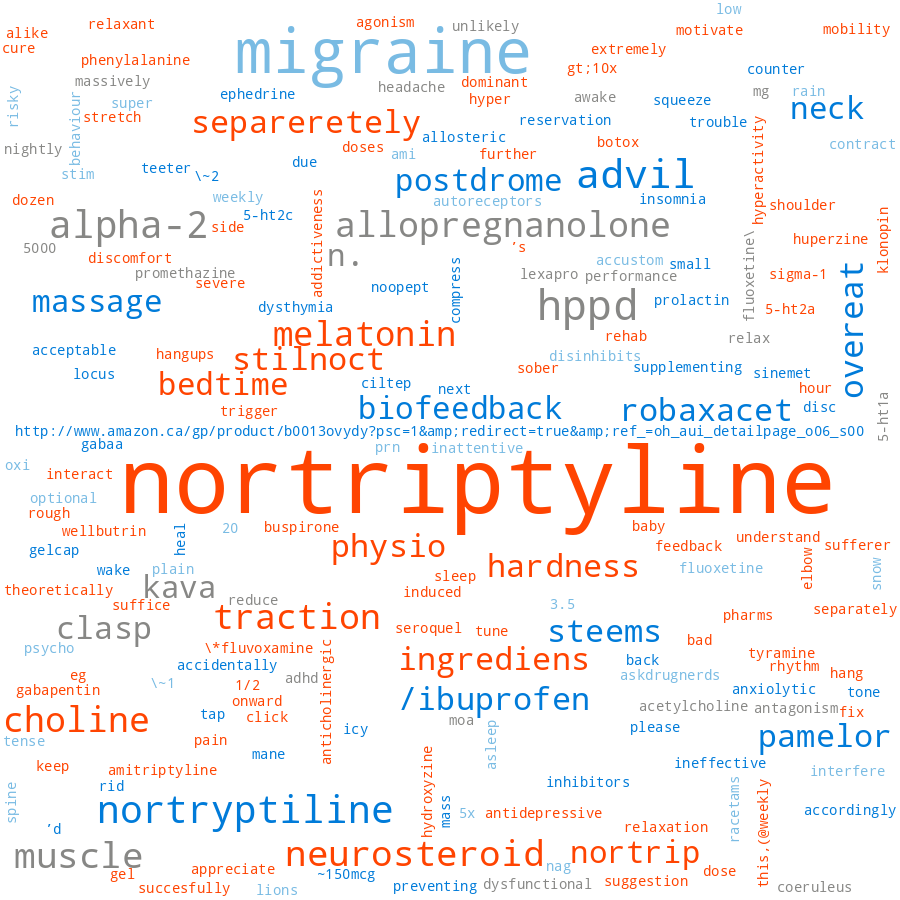 low
agonism
relaxant
unlikely
motivate
mobility
alike
migraine
cure
extremely
phenylalanine
gt;10x
counter
massively
headache
dominant
ephedrine
hyper
awake
squeeze
mg
rain
risky
behaviour
super
stretch
separeretely
reservation
trouble
neck
allosteric
botox
hyperactivity
contract
nightly
doses
ami
further
teeter
due
\~2
stim
postdrome
advil
weekly
autoreceptors
insomnia
dozen
5-ht2c
shoulder
alpha-2
side
addictiveness
allopregnanolone
klonopin
5000
n.
's
huperzine
discomfort
accustom
small
fluoxetine\
promethazine
severe
compress
lexapro
performance
sigma-1
noopept
massage
dysthymia
hppd
prolactin
5-ht2a
overeat
melatonin
rehab
relax
acceptable
hangups
stilnoct
disinhibits
locus
bedtime
ciltep
next
sober
supplementing
sinemet
hour
trigger
biofeedback
robaxacet
disc
5-ht1a
http://www.amazon.ca/gp/product/b0013ovydy?psc=1&amp;redirect=true&amp;ref_=oh_aui_detailpage_o06_s00
gabaa
prn
inattentive
oxi
interact
nortriptyline
optional
rough
wellbutrin
heal
20
buspirone
baby
understand
gelcap
physio
feedback
sufferer
wake
plain
hardness
fluoxetine
elbow
snow
theoretically
kava
sleep
induced
suffice
reduce
3.5
clasp
traction
seroquel
tune
steems
pharms
separately
psycho
\*fluvoxamine
bad
accidentally
anticholinergic
ingrediens
back
tyramine
rhythm
eg
adhd
askdrugnerds
hang
gabapentin
\~1
1/2
/ibuprofen
anxiolytic
tone
onward
acetylcholine
antagonism
fix
choline
tap
click
icy
moa
please
tense
pain
asleep
pamelor
mane
keep
amitriptyline
ineffective
interfere
rid
hydroxyzine
inhibitors
spine
nortryptiline
mass
5x
antidepressive
racetams
this,(@weekly
accordingly
'd
relaxation
muscle
neurosteroid
nortrip
gel
appreciate
~150mcg
nag
dose
succesfully
lions
preventing
dysfunctional
suggestion
coeruleus